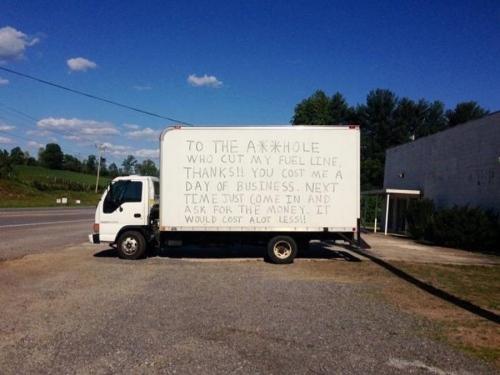 TO THE A**HOLE
WHO CUT MY FUEL LINE,
THANKS!! YOU COST ME A
DAY OF BUSINESS. NEXT
TIME JUST COME IN AND
ASK FOR THE MONEY. IT
WOULD COST ALOT LESS!!